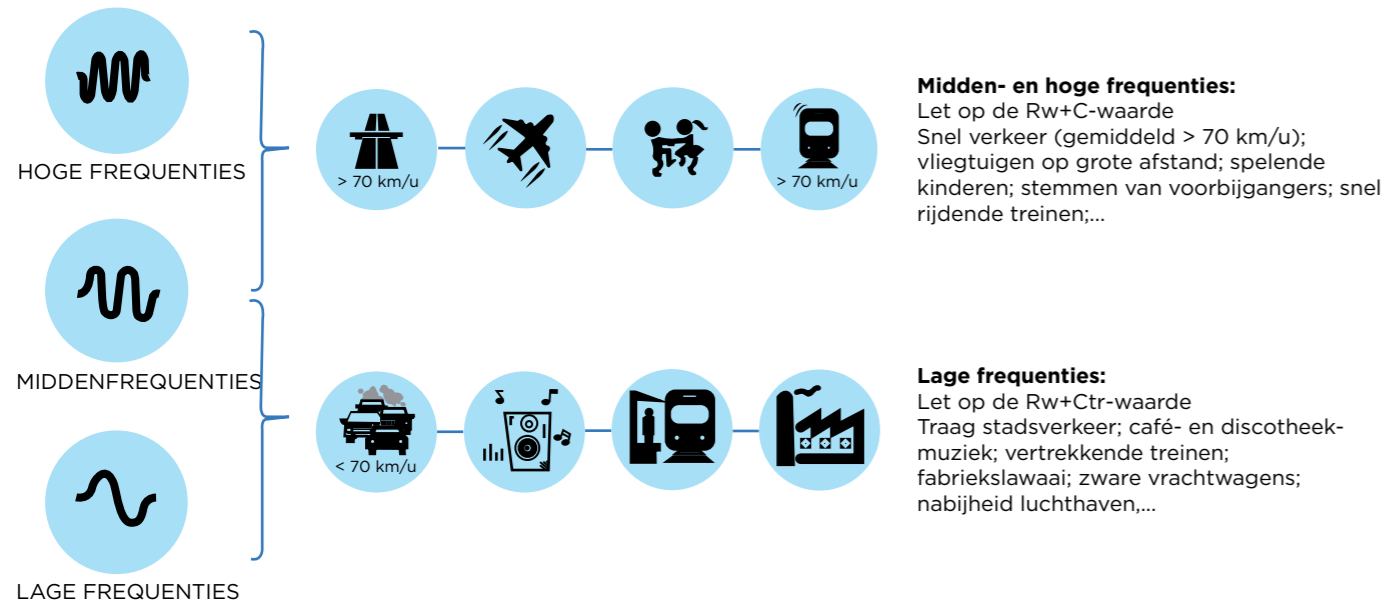 HOGE FREQUENTIES
MIDDENFREQUENTIES
LAGE FREQUENTIES
> 70 km/u
> 70 km/u
Midden- en hoge frequenties:
Let op de Rw+C-waarde
Snel verkeer (gemiddeld > 70 km/u);
vliegtuigen op grote afstand; spelende
kinderen; stemmen van voorbijgangers; snel
rijdende treinen;...
< 70 km/u
Lage frequenties:
Let op de Rw+Ctr-waarde
Traag stadsverkeer; café- en discotheek-
muziek; vertrekkende treinen;
fabriekslawaai; zware vrachtwagens;
nabijheid luchthaven,...